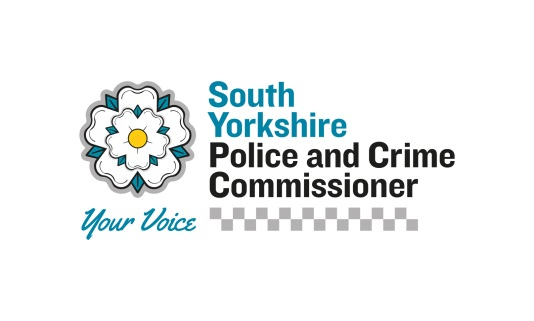 South
Yorkshire
Police and Crime
Commissioner
Your Voice